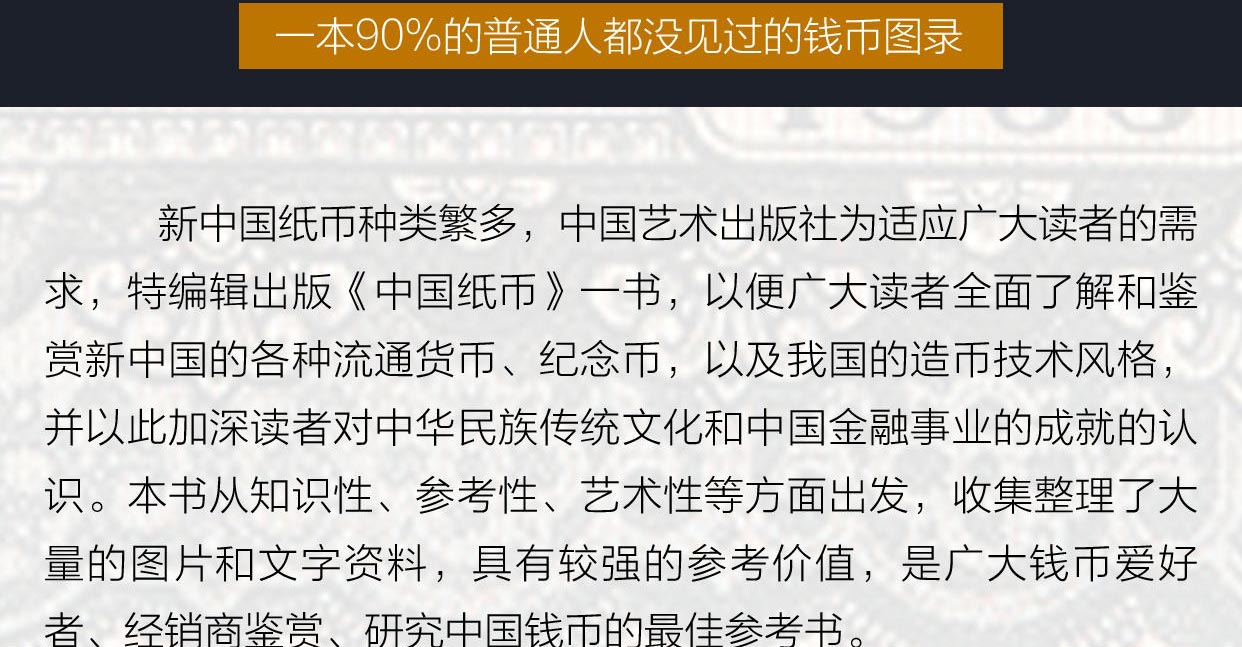 一本90%的普通人都没见过的钱币图录
新中国纸币种类繁多，中国艺术出版社为适应广大读者的需
求，特编辑出版《中国纸币》一书，以便广大读者全面了解和鉴
赏新中国的各种流通货币、纪念币，以及我国的造币技术风格，
并以此加深读者对中华民族传统文化和中国金融事业的成就的认
识。本书从知识性、参考性、艺术性等方面出发，收集整理了大
量的图片和文字资料，具有较强的参考价值，是广大钱币爱好
者、经销商鉴赏、研究中国钱币的最佳参考书。